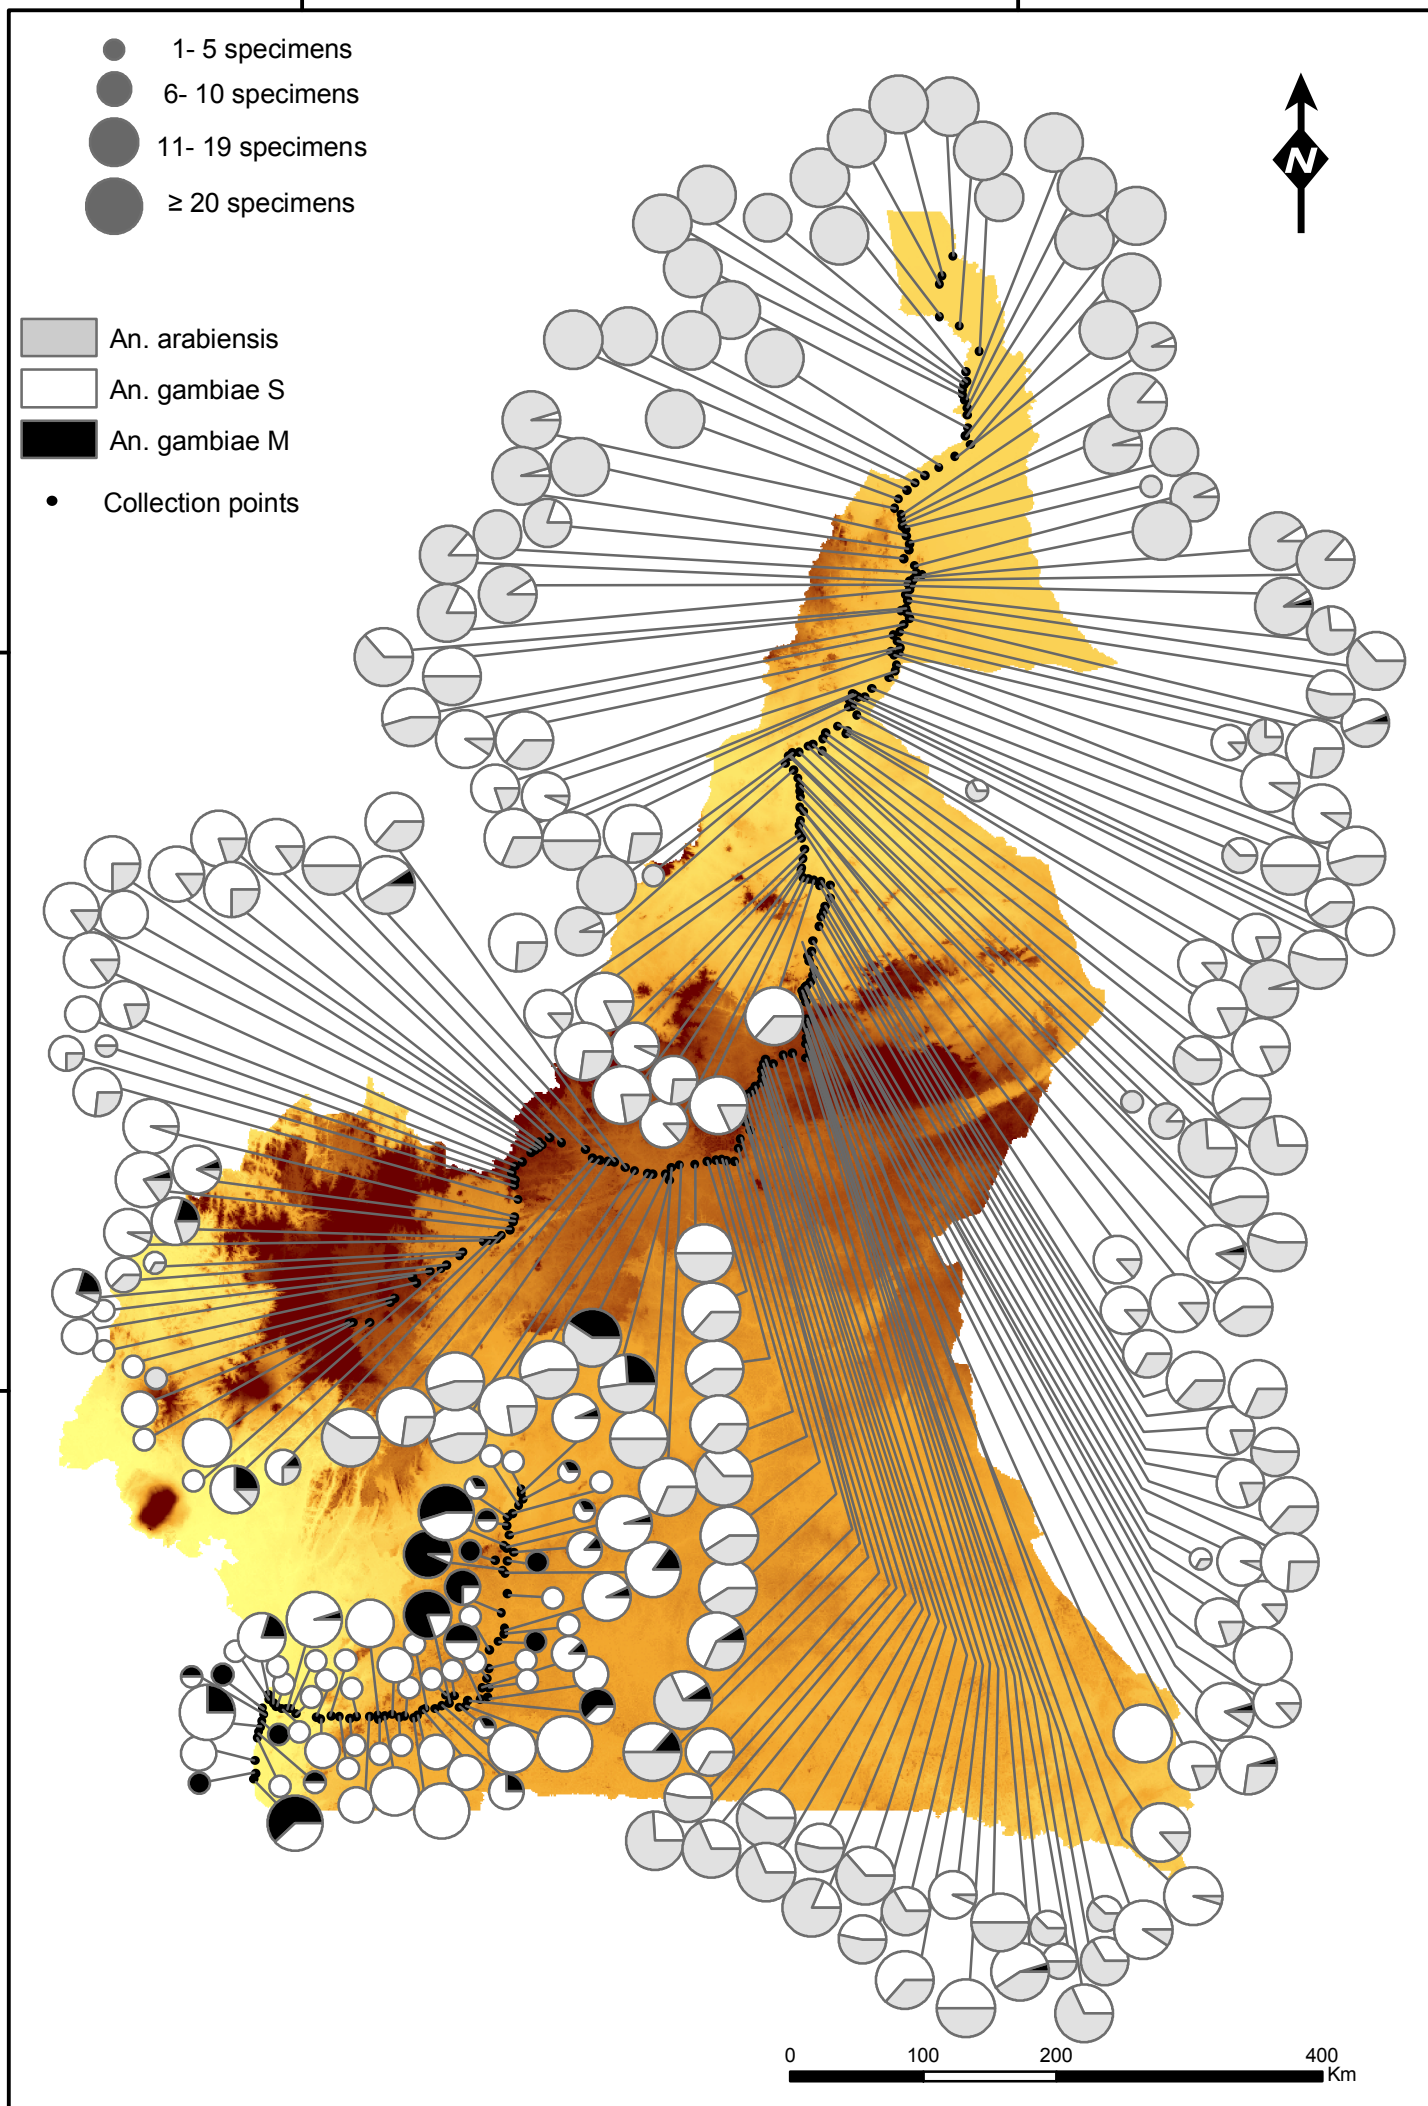 1- 5 specimens
6- 10 specimens
11- 19 specimens
≥ 20 specimens
N
An. arabiensis
An. gambiae S
An. gambiae M
Collection points
0 100 200 400
Km